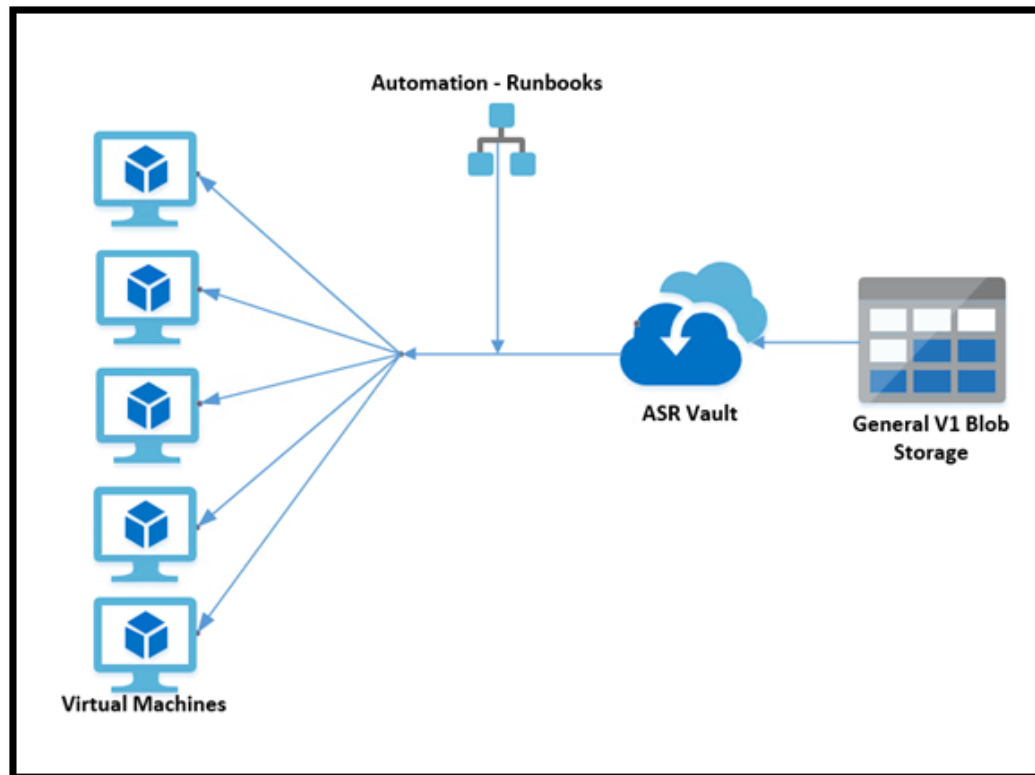 Automation - Runbooks
ASR Vault
General V1 Blob
Storage
Virtual Machines